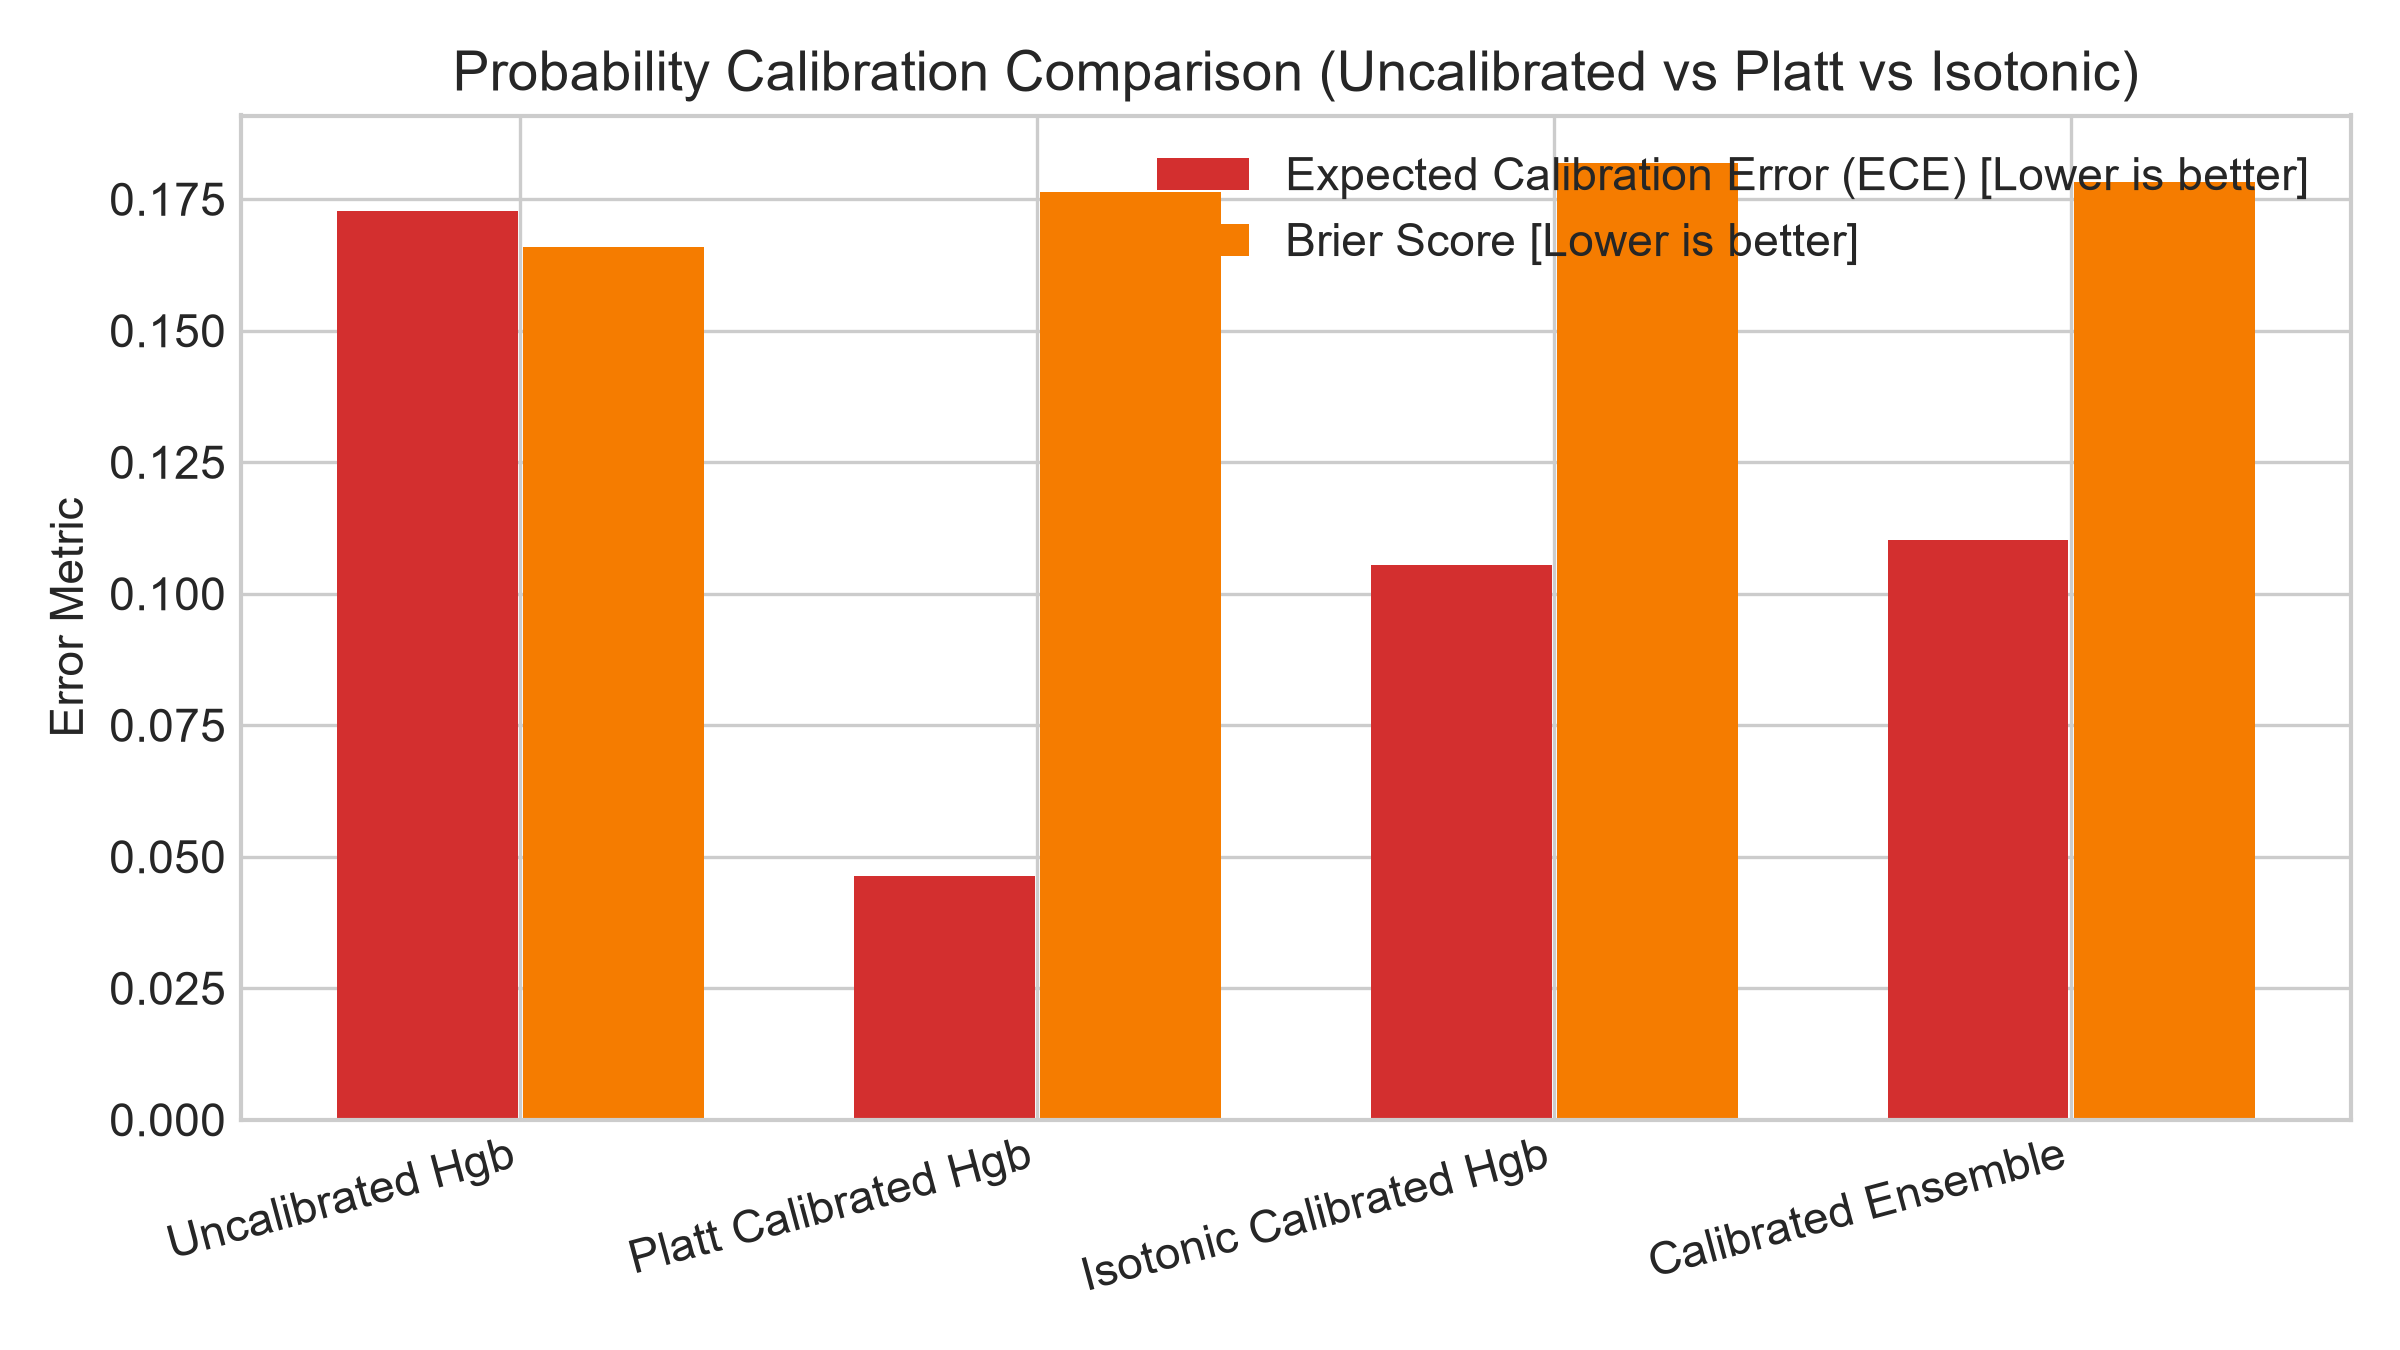 Probability Calibration Comparison (Uncalibrated vs Platt vs Isotonic)
Expected Calibration Error (ECE) [Lower is better]
Brier Score [Lower is better]
Error Metric
0.175
0.150
0.125
0.100
0.075
0.050
0.025
0.000
Uncalibrated Hgb
Platt Calibrated Hgb
Isotonic Calibrated Hgb
Calibrated Ensemble